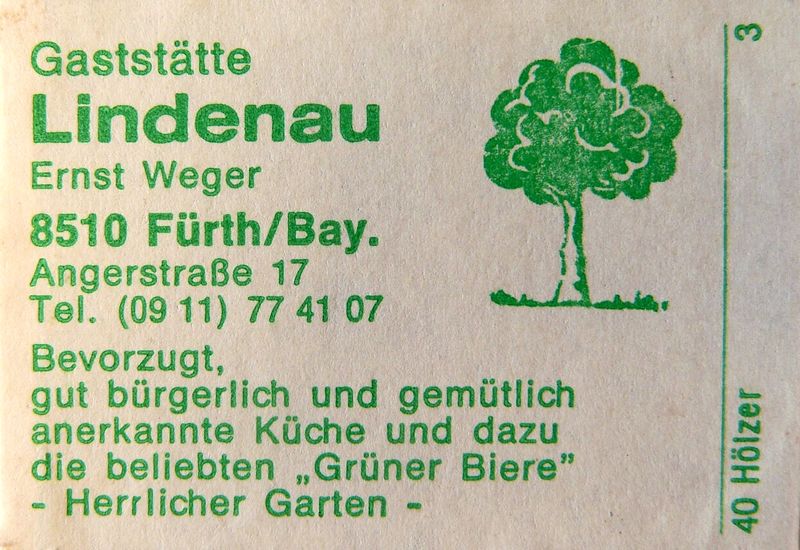 Gaststätte
Lindenau
Ernst Weger
8510 Fürth/Bay.
Angerstraße 17
Tel. (09 11) 77 41 07
Bevorzugt,
gut bürgerlich und gemütlich
anerkannte Küche und dazu
die beliebten „Grüner Biere”
- Herrlicher Garten -
40 Hölzer
3